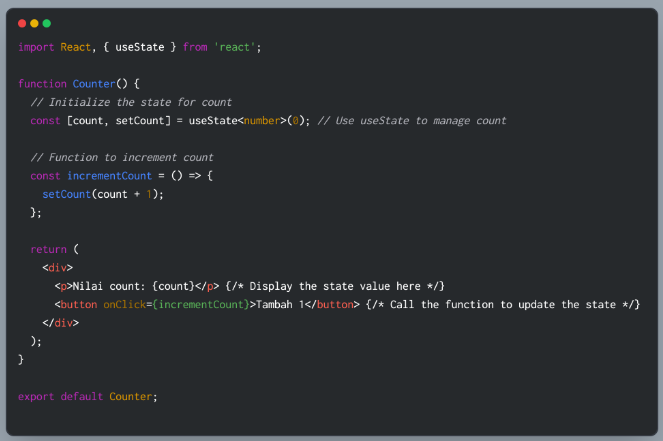 import React, { useState } from 'react';
function Counter() {
// Initialize the state for count
const [count, setCount] = useState<number>(0); // Use useState to manage count
// Function to increment count
const incrementCount = () => {
setCount(count + 1);
};
return (
<div>
<p>Nilai count: {count}</p> {/* Display the state value here */}
<button onClick={incrementCount}>Tambah 1</button> {/* Call the function to update the state */}
</div>
);
}
export default Counter;